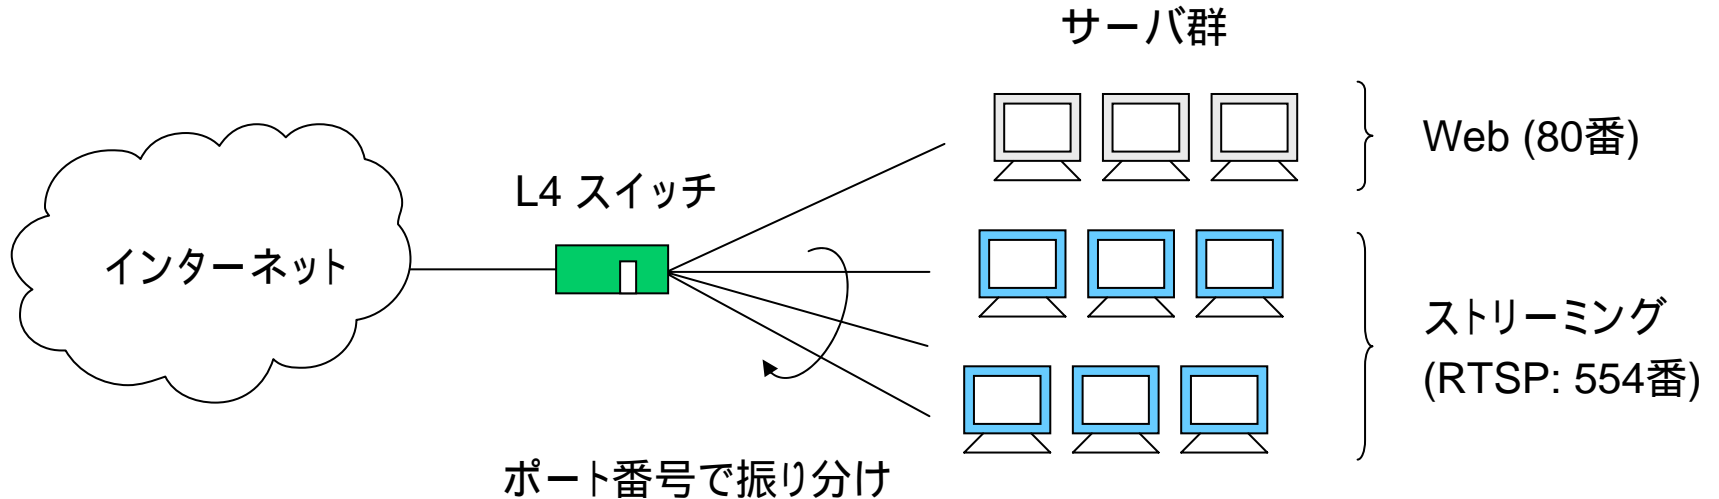 サーバ群
Web (80番)
L4 スイッチ
インターネット
ストリーミング
(RTSP: 554番)
ポート番号で振り分け